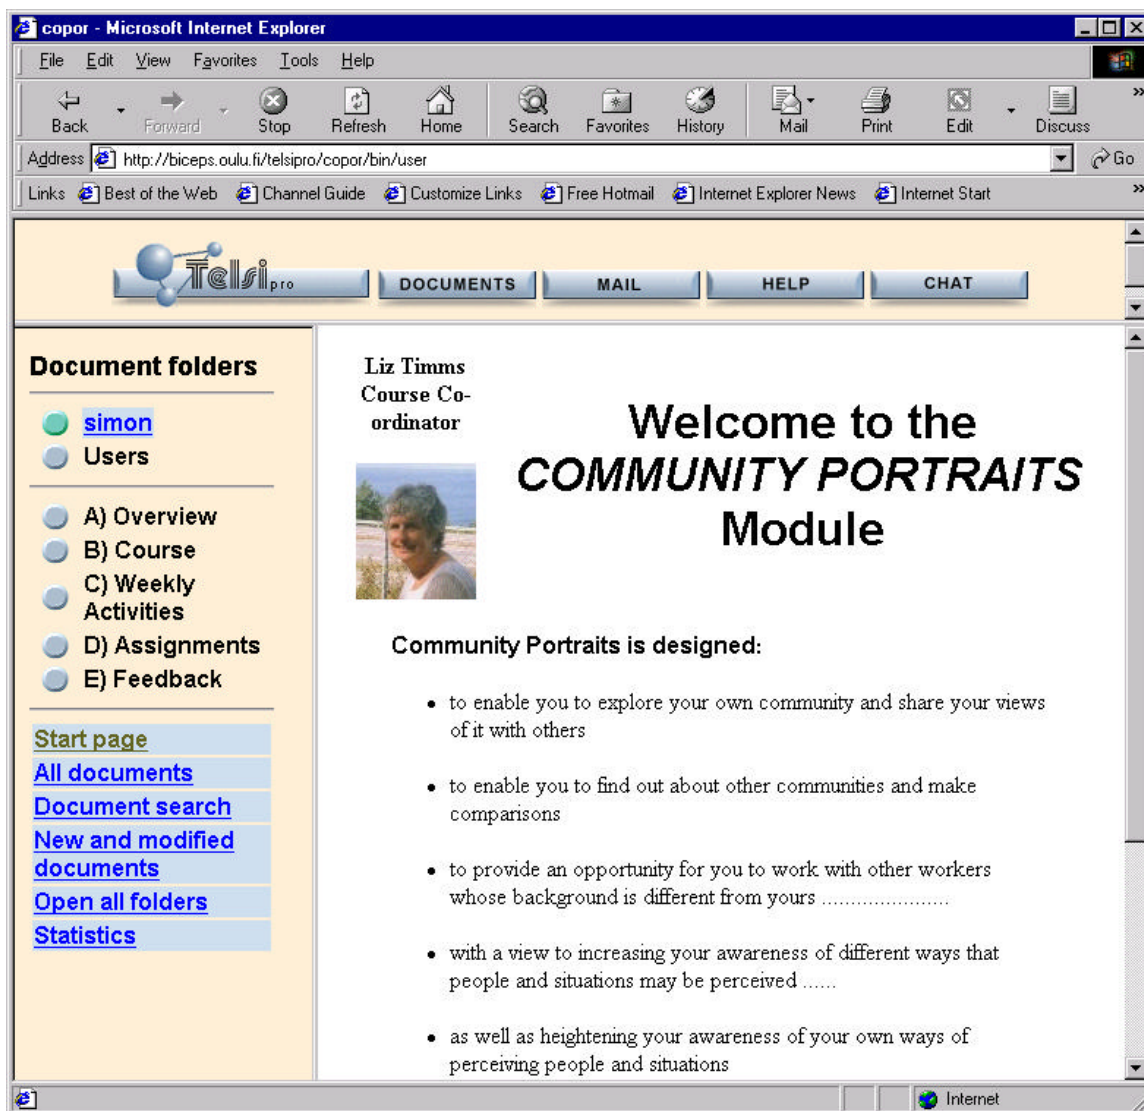 copor - Microsoft Internet Explorer
File Edit View Favorites Tools Help
Back Forward Stop Refresh Home Search Favorites History Mail Print Edit Discuss »
Address http://biceps.oulu.fi/telsipro/copor/bin/user Go
Links Best of the Web Channel Guide Customize Links Free Hotmail Internet Explorer News Internet Start »
Telsi pro DOCUMENTS MAIL HELP CHAT
Document folders
simon
Users
A) Overview
B) Course
C) Weekly
Activities
D) Assignments
E) Feedback
Start page
All documents
Document search
New and modified
documents
Open all folders
Statistics
Liz Timms
Course Co-
ordinator
Welcome to the
COMMUNITY PORTRAITS
Module
Community Portraits is designed:
• to enable you to explore your own community and share your views
of it with others
• to enable you to find out about other communities and make
comparisons
• to provide an opportunity for you to work with other workers
whose background is different from yours ......................
• with a view to increasing your awareness of different ways that
people and situations may be perceived ......
• as well as heightening your awareness of your own ways of
perceiving people and situations
Internet